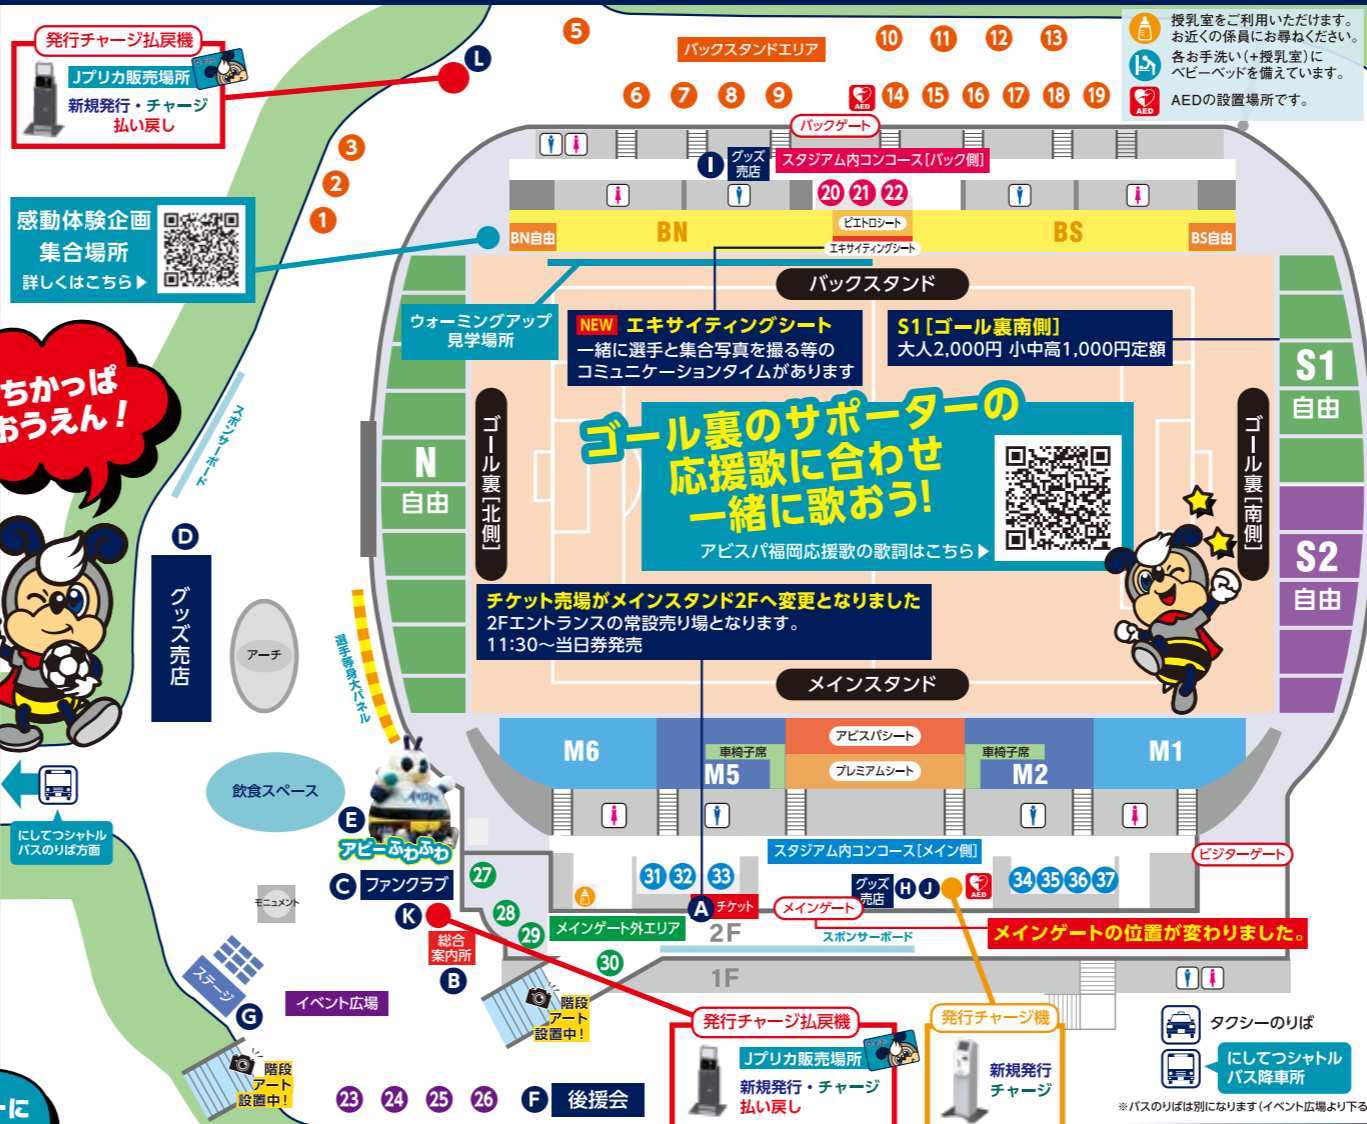 発行チャージ払戻機
Jプリカ販売場所
新規発行・チャージ
払い戻し
L
5
バックスタンドエリア
10
11
12
13
授乳室をご利用いただけます。
お近くの係員にお尋ねください。
各お手洗い(+授乳室)に
ベビーベッドを備えています。
AED
AEDの設置場所です。
6
7
8
9
AED
14
15
16
17
18
19
バックゲート
3
2
1
I
グッズ
売店
スタジアム内コンコース[バック側]
20
21
22
感動体験企画
集合場所
詳しくはこちら▶
BN自由
BN
ピエトロシート
エキサイティングシート
BS
BS自由
バックスタンド
ウォーミングアップ
見学場所
NEW エキサイティングシート
一緒に選手と集合写真を撮る等の
コミュニケーションタイムがあります
S1[ゴール裏南側]
大人2,000円 小中高1,000円定額
S1
自由
ちかっぱ
おうえん!
スポンサーボード
N
自由
ゴール裏[北側]
ゴール裏のサポーターの
応援歌に合わせ
一緒に歌おう!
アビスパ福岡応援歌の歌詞はこちら▶
ゴール裏[南側]
S2
自由
D
グッズ売店
アーチ
選手等身大パネル
チケット売場がメインスタンド2Fへ変更となりました
2Fエントランスの常設売り場となります。
11:30〜当日券発売
メインスタンド
M6
車椅子席
M5
アビスパシート
プレミアムシート
車椅子席
M2
M1
飲食スペース
にしてつシャトル
バスのりば方面
E
アビーふわふわ
C
ファンクラブ
27
31
32
33
スタジアム内コンコース[メイン側]
グッズ
売店
H
J
AED
34
35
36
37
ビジターゲート
モニュメント
K
28
29
A
チケット
メインゲート
総合
案内所
メインゲート外エリア
2F
スポンサーボード
メインゲートの位置が変わりました。
B
30
1F
ステージ
G
イベント広場
階段
アート
設置中!
階段
アート
設置中!
発行チャージ払戻機
Jプリカ販売場所
新規発行・チャージ
払い戻し
発行チャージ機
新規発行
チャージ
タクシーのりば
にしてつシャトル
バス降車所
※バスのりばは別になります(イベント広場より下る
23
24
25
26
F
後援会
ーに